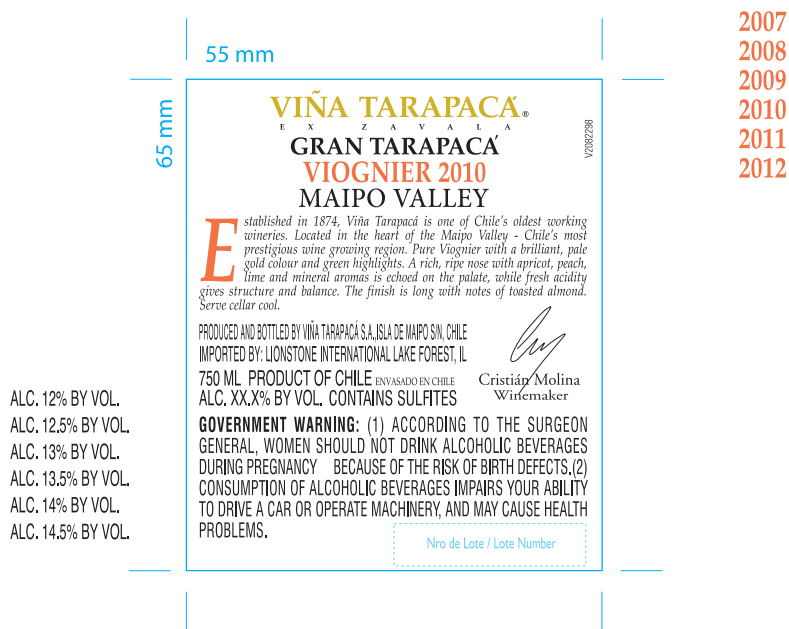 55 mm
65 mm
2007
2008
2009
2010
2011
2012
VIÑA TARAPACÁ®
EX ZAVALA
GRAN TARAPACÁ
VIOGNIER 2010
MAIPO VALLEY
V2082298
Established in 1874, Viña Tarapacá is one of Chile's oldest working
wineries. Located in the heart of the Maipo Valley - Chile's most
prestigious wine growing region. Pure Viognier with a brilliant, pale
gold colour and green highlights. A rich, ripe nose with apricot, peach,
lime and mineral aromas is echoed on the palate, while fresh acidity
gives structure and balance. The finish is long with notes of toasted almond.
Serve cellar cool.
PRODUCED AND BOTTLED BY VIÑA TARAPACÁ S.A.,ISLA DE MAIPO S/N, CHILE
IMPORTED BY: LIONSTONE INTERNATIONAL LAKE FOREST, IL
750 ML PRODUCT OF CHILE ENVASADO EN CHILE
ALC. XX.X% BY VOL. CONTAINS SULFITES
Cristián Molina
Winemaker
GOVERNMENT WARNING: (1) ACCORDING TO THE SURGEON
GENERAL, WOMEN SHOULD NOT DRINK ALCOHOLIC BEVERAGES
DURING PREGNANCY BECAUSE OF THE RISK OF BIRTH DEFECTS.(2)
CONSUMPTION OF ALCOHOLIC BEVERAGES IMPAIRS YOUR ABILITY
TO DRIVE A CAR OR OPERATE MACHINERY, AND MAY CAUSE HEALTH
PROBLEMS.
Nro de Lote / Lote Number
ALC. 12% BY VOL.
ALC. 12.5% BY VOL.
ALC. 13% BY VOL.
ALC. 13.5% BY VOL.
ALC. 14% BY VOL.
ALC. 14.5% BY VOL.